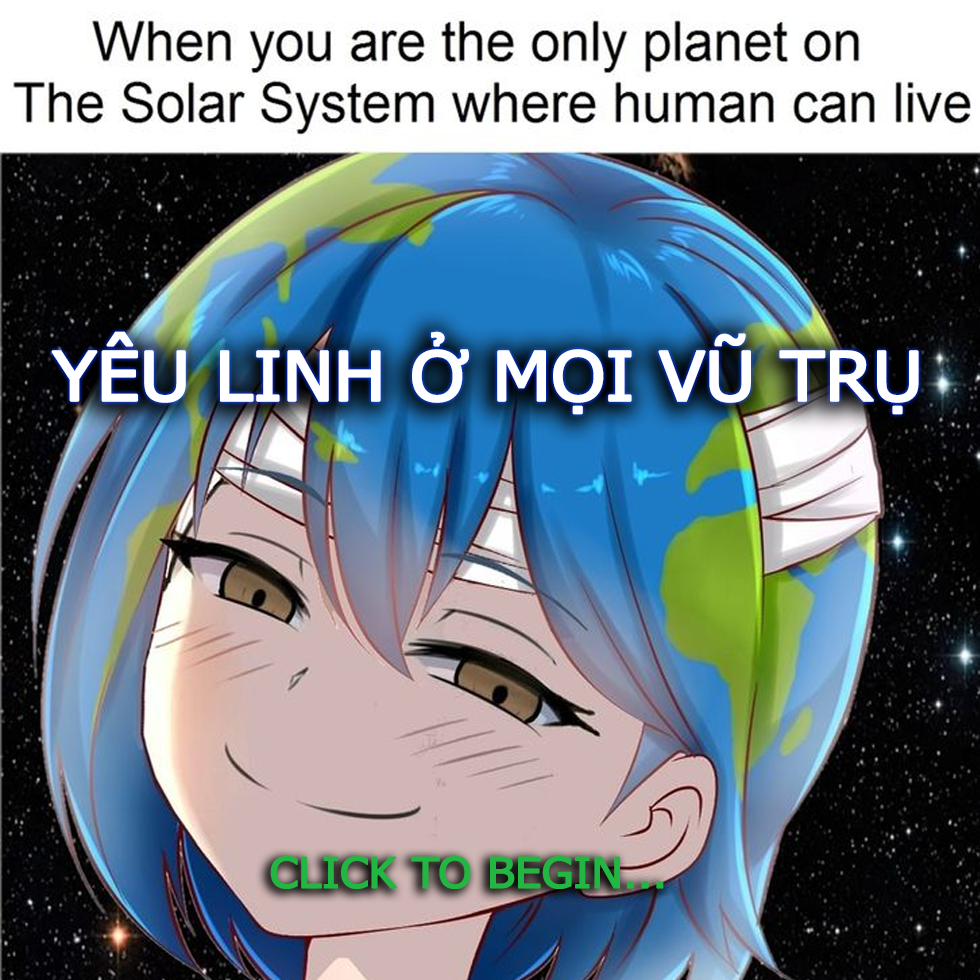 When you are the only planet on
The Solar System where human can live
YÊU LINH Ở MỌI VŨ TRỤ
CLICK TO BEGIN...